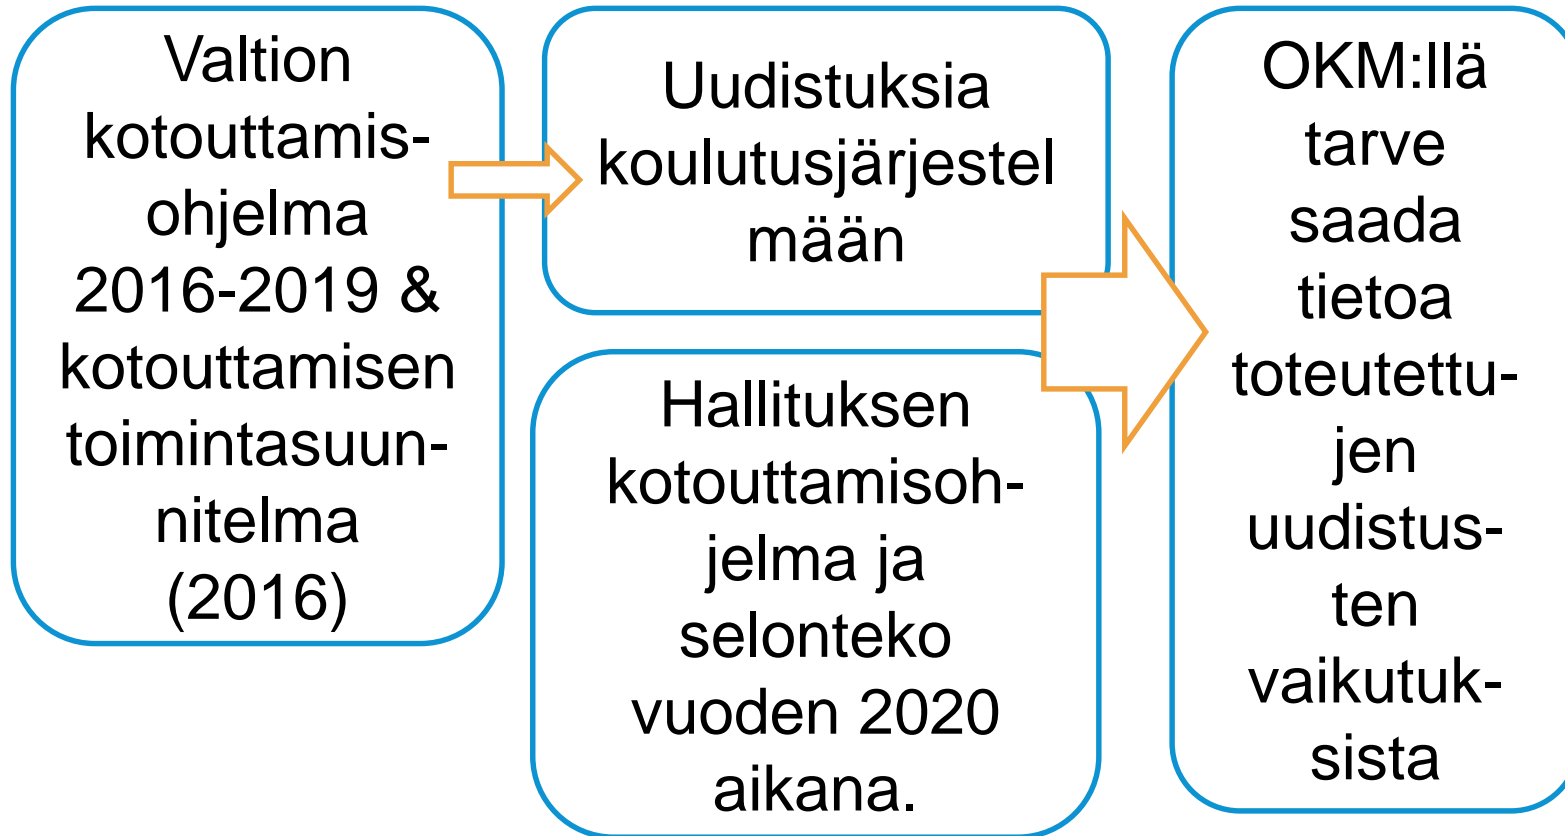 Valtion
kotouttamis-
ohjelma
2016-2019 &
kotouttamisen
toimintasuun-
nitelma
(2016)
Uudistuksia
koulutusjärjestel
mään
Hallituksen
kotouttamisoh-
jelma ja
selonteko
vuoden 2020
aikana.
OKM:llä
tarve
saada
tietoa
toteutettu-
jen
uudistus-
ten
vaikutuk-
sista